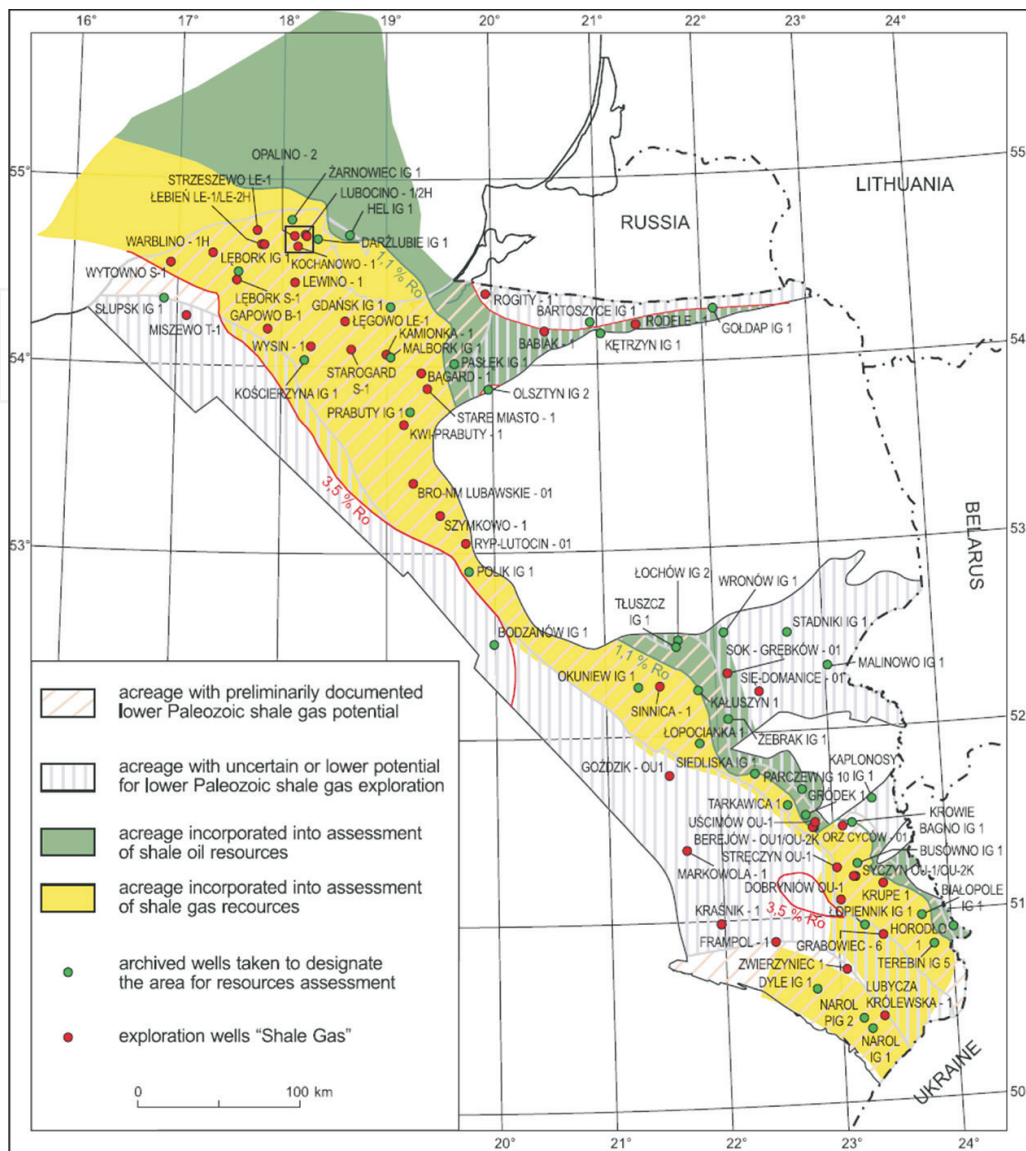 16°
17°
18°
19°
20°
21°
22°
23°
24°
55°
55
LITHUANIA
RUSSIA
OPALINO - 2
ŻARNOWIEC IG 1
STRZESZEWO LE-1
LUBOCINO - 1/2H
ŁEBIEŃ LE-1/LE-2H
HEL IG 1
WARBLINO - 1H
LĘBORK IG 1
DARŻLUBIE IG 1
KOCHANOWO - 1
1,1 % Ro
WYTOWNO S-1
LEWINO - 1
ROGITY - 1
SŁUPSK IG 1
LĘBORK S-1
GDAŃSK IG 1
BARTOSZYCE IG 1
MISZEWO T-1
GAPOWO B-1
ŁĘGOWO LE-1
RODELE 1
GOŁDAP IG 1
KAMIONKA - 1
BABIAK - 1
KĘTRZYN IG 1
54°
54
WYSIN - 1
MALBORK IG 1
PASŁĘK IG 1
STAROGARD
S-1
BAGARD - 1
KOŚCIERZYNA IG 1
OLSZTYN IG 2
PRABUTY IG 1
STARE MIASTO - 1
KWI-PRABUTY - 1
3,5 % Ro
BRO-NM LUBAWSKIE - 01
SZYMKOWO - 1
BELARUS
53°
53
RYP-LUTOCIN - 01
POLIK IG 1
ŁOCHÓW IG 2
WRONÓW IG 1
TŁUSZCZ
IG 1
STADNIKI IG 1
BODZANÓW IG 1
SOK - GRĘBKÓW - 01
1,1 % Ro
MALINOWO IG 1
OKUNIEW IG 1
SIĘ-DOMANICE - 01
SINNICA - 1
KAŁUSZYN 1
52
ŁOPOCIANKA 1
ŻEBRAK IG 1
KAPLONOSY
IG 1
SIEDLISKA IG 1
GOŹDZIK - OU1
PARCZEW IG 10
GRÓDEK 1
TARKAWICA 1
KROWIE
BAGNO IG 1
UŚCIMÓW OU-1
ORZ CYCÓW - 01
BEREJÓW - OU1/OU-2K
BUSÓWNO IG 1
STRĘCZYN OU-1
SYCZYN OU-1/OU-2K
MARKOWOLA - 1
DOBRYNIÓW OU-1
KRUPE 1
BIAŁOPOLE
IG 1
51
3,5 % Ro
ŁOPIENNIK IG 1
KRAŚNIK - 1
HORODŁO
1
FRAMPOL - 1
GRABOWIEC - 6
TEREBIŃ IG 5
ZWIERZYNIEC 1
DYLE IG 1
LUBYCZA
KRÓLEWSKA - 1
NAROL
PIG 2
NAROL
IG 1
UKRAINE
50
acreage with preliminarily documented
lower Paleozoic shale gas potential
acreage with uncertain or lower potential
for lower Paleozoic shale gas exploration
acreage incorporated into assessment
of shale oil resources
acreage incorporated into assessment
of shale gas recources
archived wells taken to designate
the area for resources assessment
exploration wells "Shale Gas"
0
100 km
20°
21°
22°
23°
24°